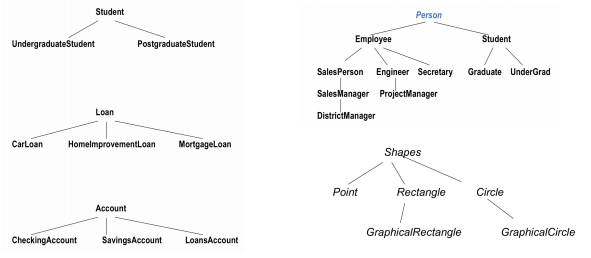 Student
UndergraduateStudent PostgraduateStudent
Loan
CarLoan HomeImprovementLoan MortgageLoan
Account
CheckingAccount SavingsAccount LoansAccount
Person
Employee Student
SalesPerson Engineer Secretary Graduate UnderGrad
SalesManager ProjectManager
DistrictManager
Shapes
Point Rectangle Circle
GraphicalRectangle GraphicalCircle